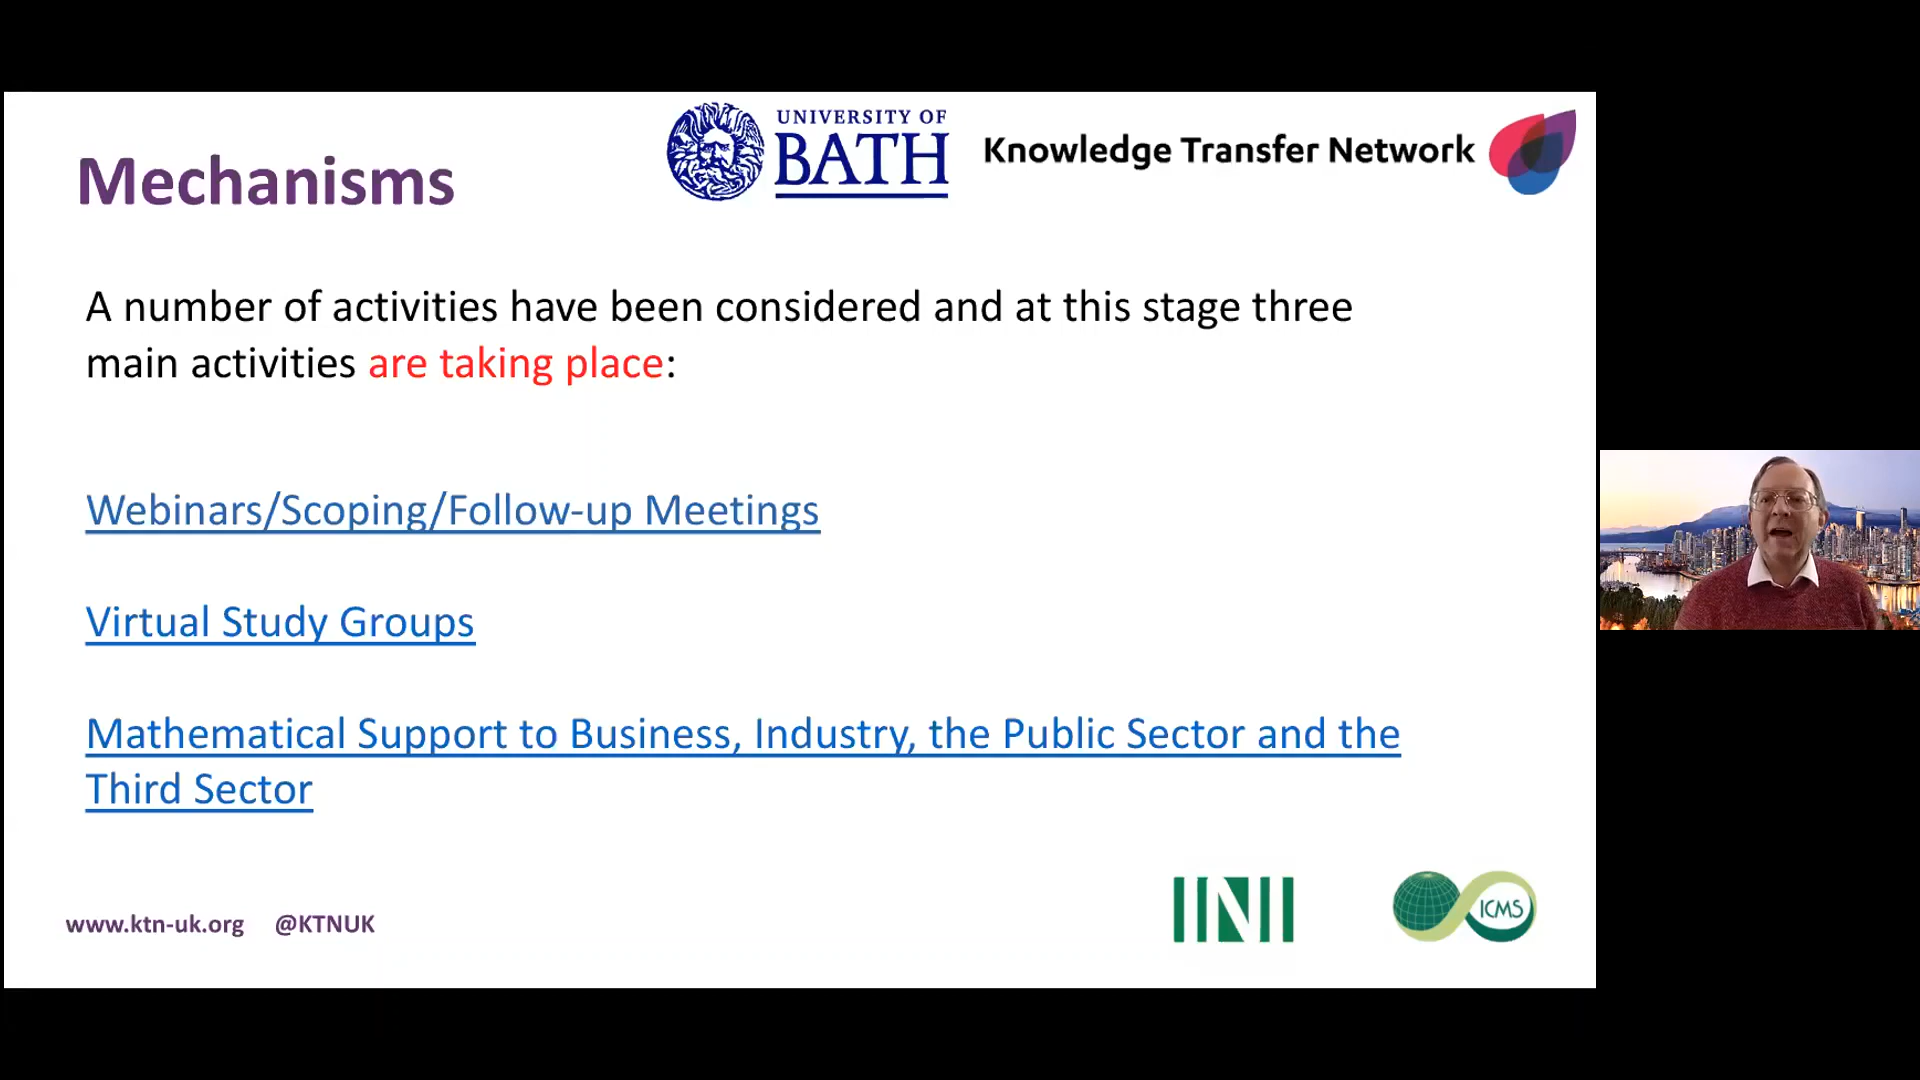 UNIVERSITY OF
BATH
Knowledge Transfer Network
Mechanisms
A number of activities have been considered and at this stage three
main activities are taking place:
Webinars/Scoping/Follow-up Meetings
Virtual Study Groups
Mathematical Support to Business, Industry, the Public Sector and the
Third Sector
www.ktn-uk.org @KTNUK
INI
ICMS